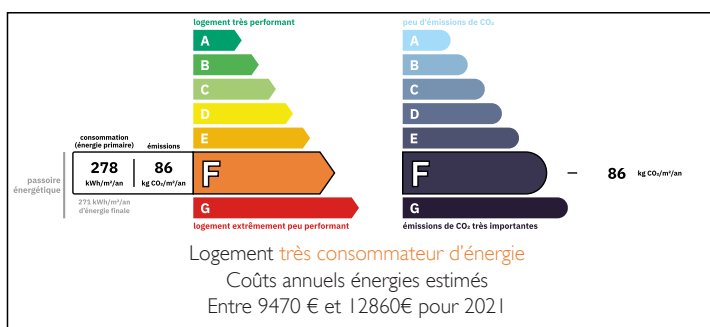 logement très performant
A
B
C
D
E
consommation
(énergie primaire)
émissions
278
kWh/m²/an
86
kg CO₂/m²/an
F
passoire
énergétique
271 kWh/m²/an
d'énergie finale
G
logement extrêmement peu performant
peu d'émissions de CO₂
A
B
C
D
E
F
86 kg CO₂/m²/an
G
émissions de CO₂ très importantes
Logement très consommateur d'énergie
Coûts annuels énergies estimés
Entre 9470 € et 12860€ pour 2021